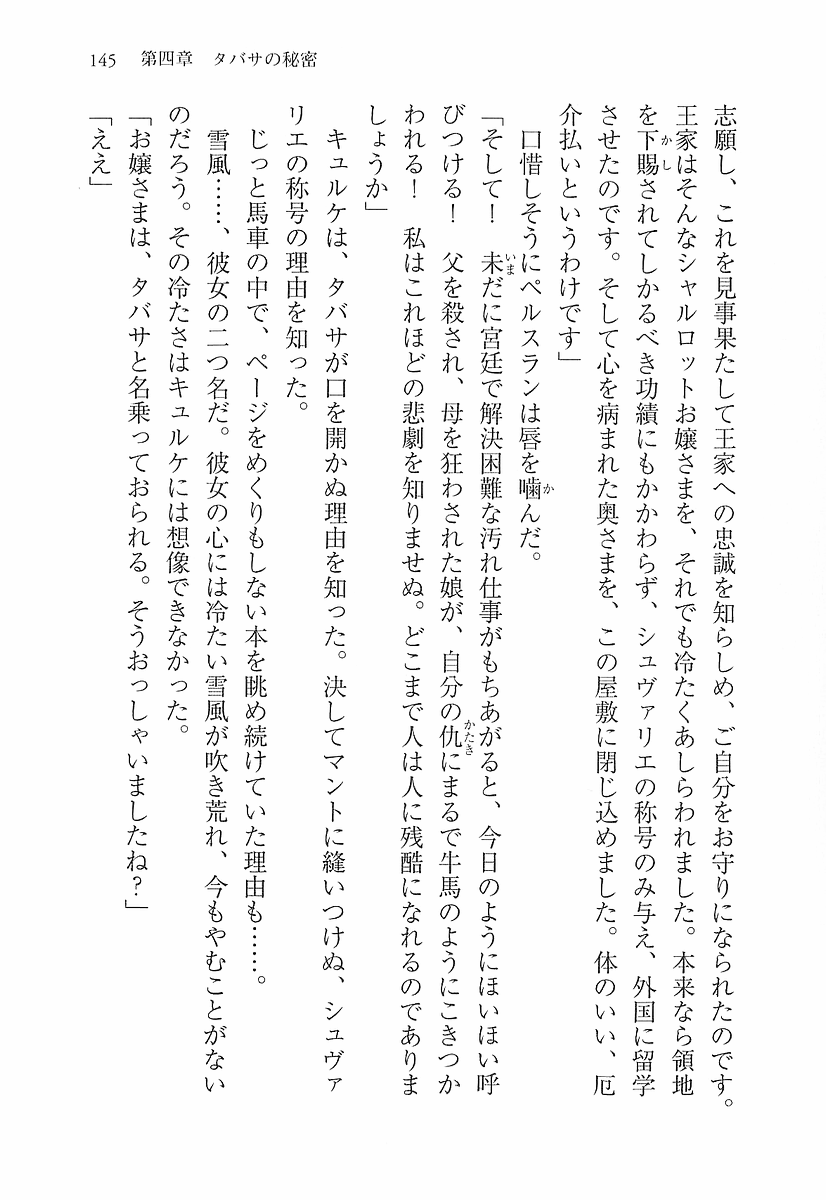 145 第四章 タバサの秘密
志願し、これを見事果たして王家への忠誠を知らしめ、ご自分をお守りになられたのです。
王家はそんなシャルロットお嬢さまを、それでも冷たくあしらわれました。本来なら領地
を下賜されてしかるべき功績にもかかわらず、シュヴァリエの称号のみ与え、外国に留学
させたのです。そして心を病まれた奥さまを、この屋敷に閉じ込めました。体のいい、厄
介払いというわけです」
口惜しそうにペルスランは唇を噛んだ。
「そして! 未だに宮廷で解決困難な汚れ仕事がもちあがると、今日のようにほいほい呼
びつける! 父を殺され、母を狂わされた娘が、自分の仇にまるで牛馬のようにこきつか
われる! 私はこれほどの悲劇を知りませぬ。どこまで人は人に残酷になれるのでありま
しょうか」
キュルケは、タバサが口を開かぬ理由を知った。決してマントに縫いつけぬ、シュヴァ
リエの称号の理由を知った。
じっと馬車の中で、ページをめくりもしない本を眺め続けていた理由も……。
雪風……、彼女の二つ名だ。彼女の心には冷たい雪風が吹き荒れ、今もやむことがない
のだろう。その冷たさはキュルケには想像できなかった。
「お嬢さまは、タバサと名乗っておられる。そうおっしゃいましたね?」
「ええ」